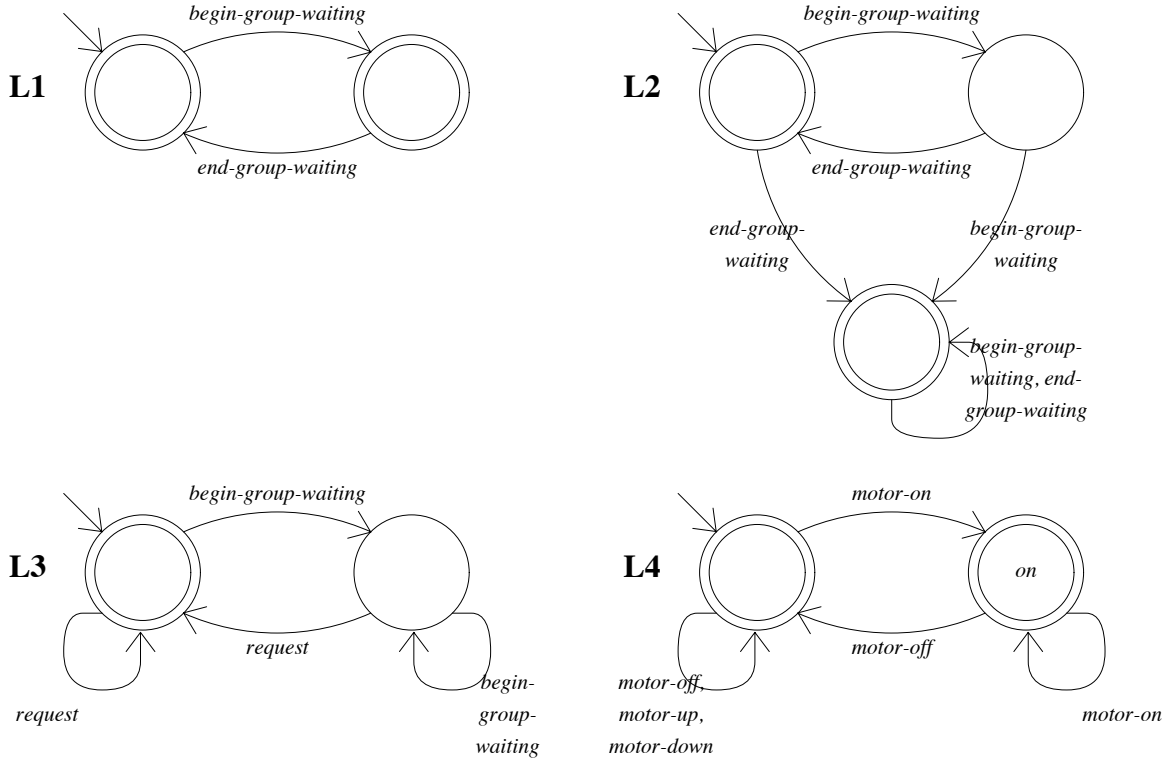 begin-group-waiting
L1
end-group-waiting
begin-group-waiting
L2
end-group-waiting
end-group-
waiting
begin-group-
waiting
begin-group-
waiting, end-
group-waiting
begin-group-waiting
L3
request
request
begin-
group-
waiting
motor-on
L4
on
motor-off
motor-off,
motor-up,
motor-down
motor-on